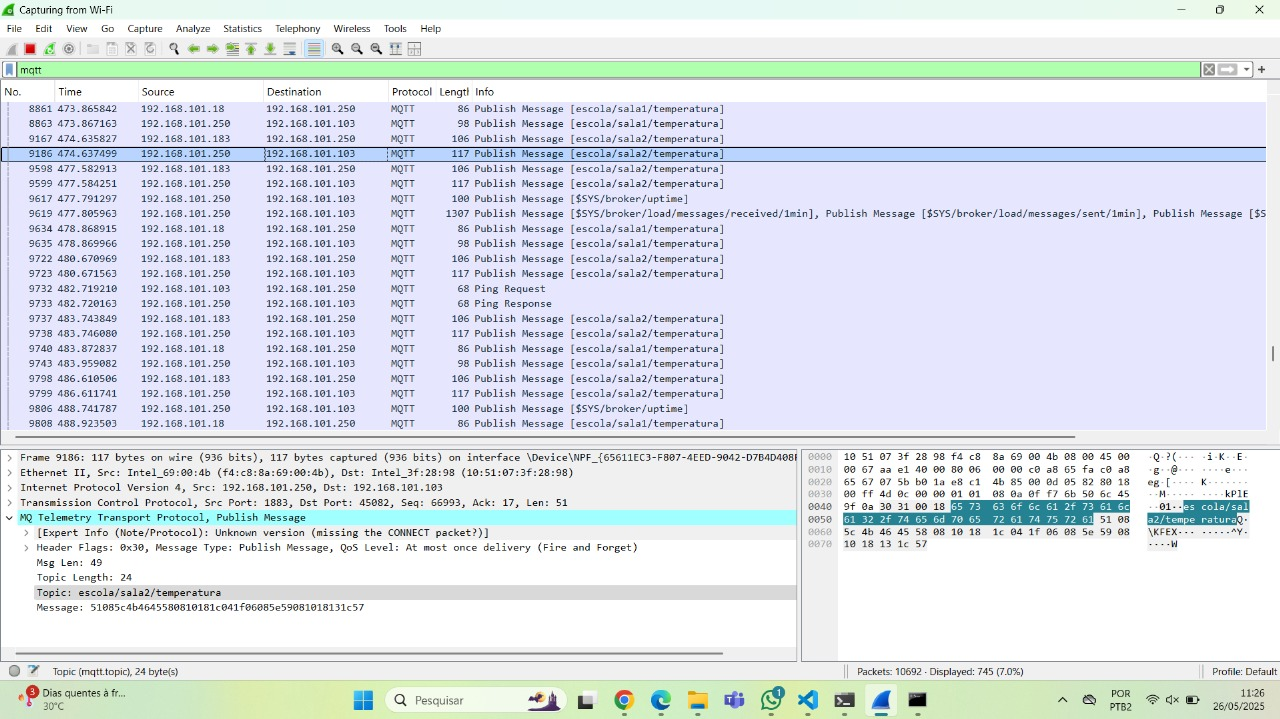 Capturing from Wi-Fi
File Edit View Go Capture Analyze Statistics Telephony Wireless Tools Help
mqtt
No. Time Source Destination Protocol Length Info
8861 473.865842 192.168.101.18 192.168.101.250 MQTT 86 Publish Message [escola/sala1/temperatura]
8863 473.867163 192.168.101.250 192.168.101.103 MQTT 98 Publish Message [escola/sala1/temperatura]
9167 474.635827 192.168.101.183 192.168.101.250 MQTT 106 Publish Message [escola/sala2/temperatura]
9186 474.637499 192.168.101.250 192.168.101.103 MQTT 117 Publish Message [escola/sala2/temperatura]
9598 477.582913 192.168.101.183 192.168.101.250 MQTT 106 Publish Message [escola/sala2/temperatura]
9599 477.584251 192.168.101.250 192.168.101.103 MQTT 117 Publish Message [escola/sala2/temperatura]
9617 477.791297 192.168.101.250 192.168.101.103 MQTT 100 Publish Message [$SYS/broker/uptime]
9619 477.805963 192.168.101.250 192.168.101.103 MQTT 1307 Publish Message [$SYS/broker/load/messages/received/1min], Publish Message [$SYS/broker/load/messages/sent/1min], Publish Message [$S
9634 478.868915 192.168.101.18 192.168.101.250 MQTT 86 Publish Message [escola/sala1/temperatura]
9635 478.869966 192.168.101.250 192.168.101.103 MQTT 98 Publish Message [escola/sala1/temperatura]
9722 480.670969 192.168.101.183 192.168.101.250 MQTT 106 Publish Message [escola/sala2/temperatura]
9723 480.671563 192.168.101.250 192.168.101.103 MQTT 117 Publish Message [escola/sala2/temperatura]
9732 482.719210 192.168.101.103 192.168.101.250 MQTT 68 Ping Request
9733 482.720163 192.168.101.250 192.168.101.103 MQTT 68 Ping Response
9737 483.743849 192.168.101.183 192.168.101.250 MQTT 106 Publish Message [escola/sala2/temperatura]
9738 483.746080 192.168.101.250 192.168.101.103 MQTT 117 Publish Message [escola/sala2/temperatura]
9740 483.872837 192.168.101.18 192.168.101.250 MQTT 86 Publish Message [escola/sala1/temperatura]
9743 483.959082 192.168.101.250 192.168.101.103 MQTT 98 Publish Message [escola/sala1/temperatura]
9798 486.610506 192.168.101.183 192.168.101.250 MQTT 106 Publish Message [escola/sala2/temperatura]
9799 486.611741 192.168.101.250 192.168.101.103 MQTT 117 Publish Message [escola/sala2/temperatura]
9806 488.741787 192.168.101.250 192.168.101.103 MQTT 100 Publish Message [$SYS/broker/uptime]
9808 488.923503 192.168.101.18 192.168.101.250 MQTT 86 Publish Message [escola/sala1/temperatura]
Frame 9186: 117 bytes on wire (936 bits), 117 bytes captured (936 bits) on interface \Device\NPF_{65611EC3-F807-4EED-9042-D7B4D408F
Ethernet II, Src: Intel_69:00:4b (f4:c8:8a:69:00:4b), Dst: Intel_3f:28:98 (10:51:07:3f:28:98)
Internet Protocol Version 4, Src: 192.168.101.250, Dst: 192.168.101.103
Transmission Control Protocol, Src Port: 1883, Dst Port: 45082, Seq: 66993, Ack: 17, Len: 51
MQ Telemetry Transport Protocol, Publish Message
[Expert Info (Note/Protocol): Unknown version (missing the CONNECT packet?)]
Header Flags: 0x30, Message Type: Publish Message, QoS Level: At most once delivery (Fire and Forget)
Msg Len: 49
Topic Length: 24
Topic: escola/sala2/temperatura
Message: 51085c4b4645580810181c041f06085e59081018131c57
0000 10 51 07 3f 28 98 f4 c8 8a 69 00 4b 08 00 45 00 ·Q·?(··· ·i·K··E·
0010 00 67 aa e1 40 00 80 06 00 00 c0 a8 65 fa c0 a8 ·g··@··· ····e···
0020 65 67 07 5b b0 1a e8 c1 4b 85 00 0d 05 82 80 18 eg·[···· K·······
0030 00 ff 4d 0c 00 00 01 01 08 0a 0f f7 6b 50 6c 45 ··M····· ····kPlE
0040 9f 0a 30 31 00 18 65 73 63 6f 6c 61 2f 73 61 6c ··01··es cola/sal
0050 61 32 2f 74 65 6d 70 65 72 61 74 75 72 61 51 08 a2/tempe raturaQ·
0060 5c 4b 46 45 58 08 10 18 1c 04 1f 06 08 5e 59 08 \KFEX··· ·····^Y·
0070 10 18 13 1c 57 ····W
Topic (mqtt.topic), 24 byte(s) Packets: 10692 · Displayed: 745 (7.0%) Profile: Default
3 Dias quentes à fr... 30°C
Pesquisar
1
POR PTB2
11:26
26/05/2025